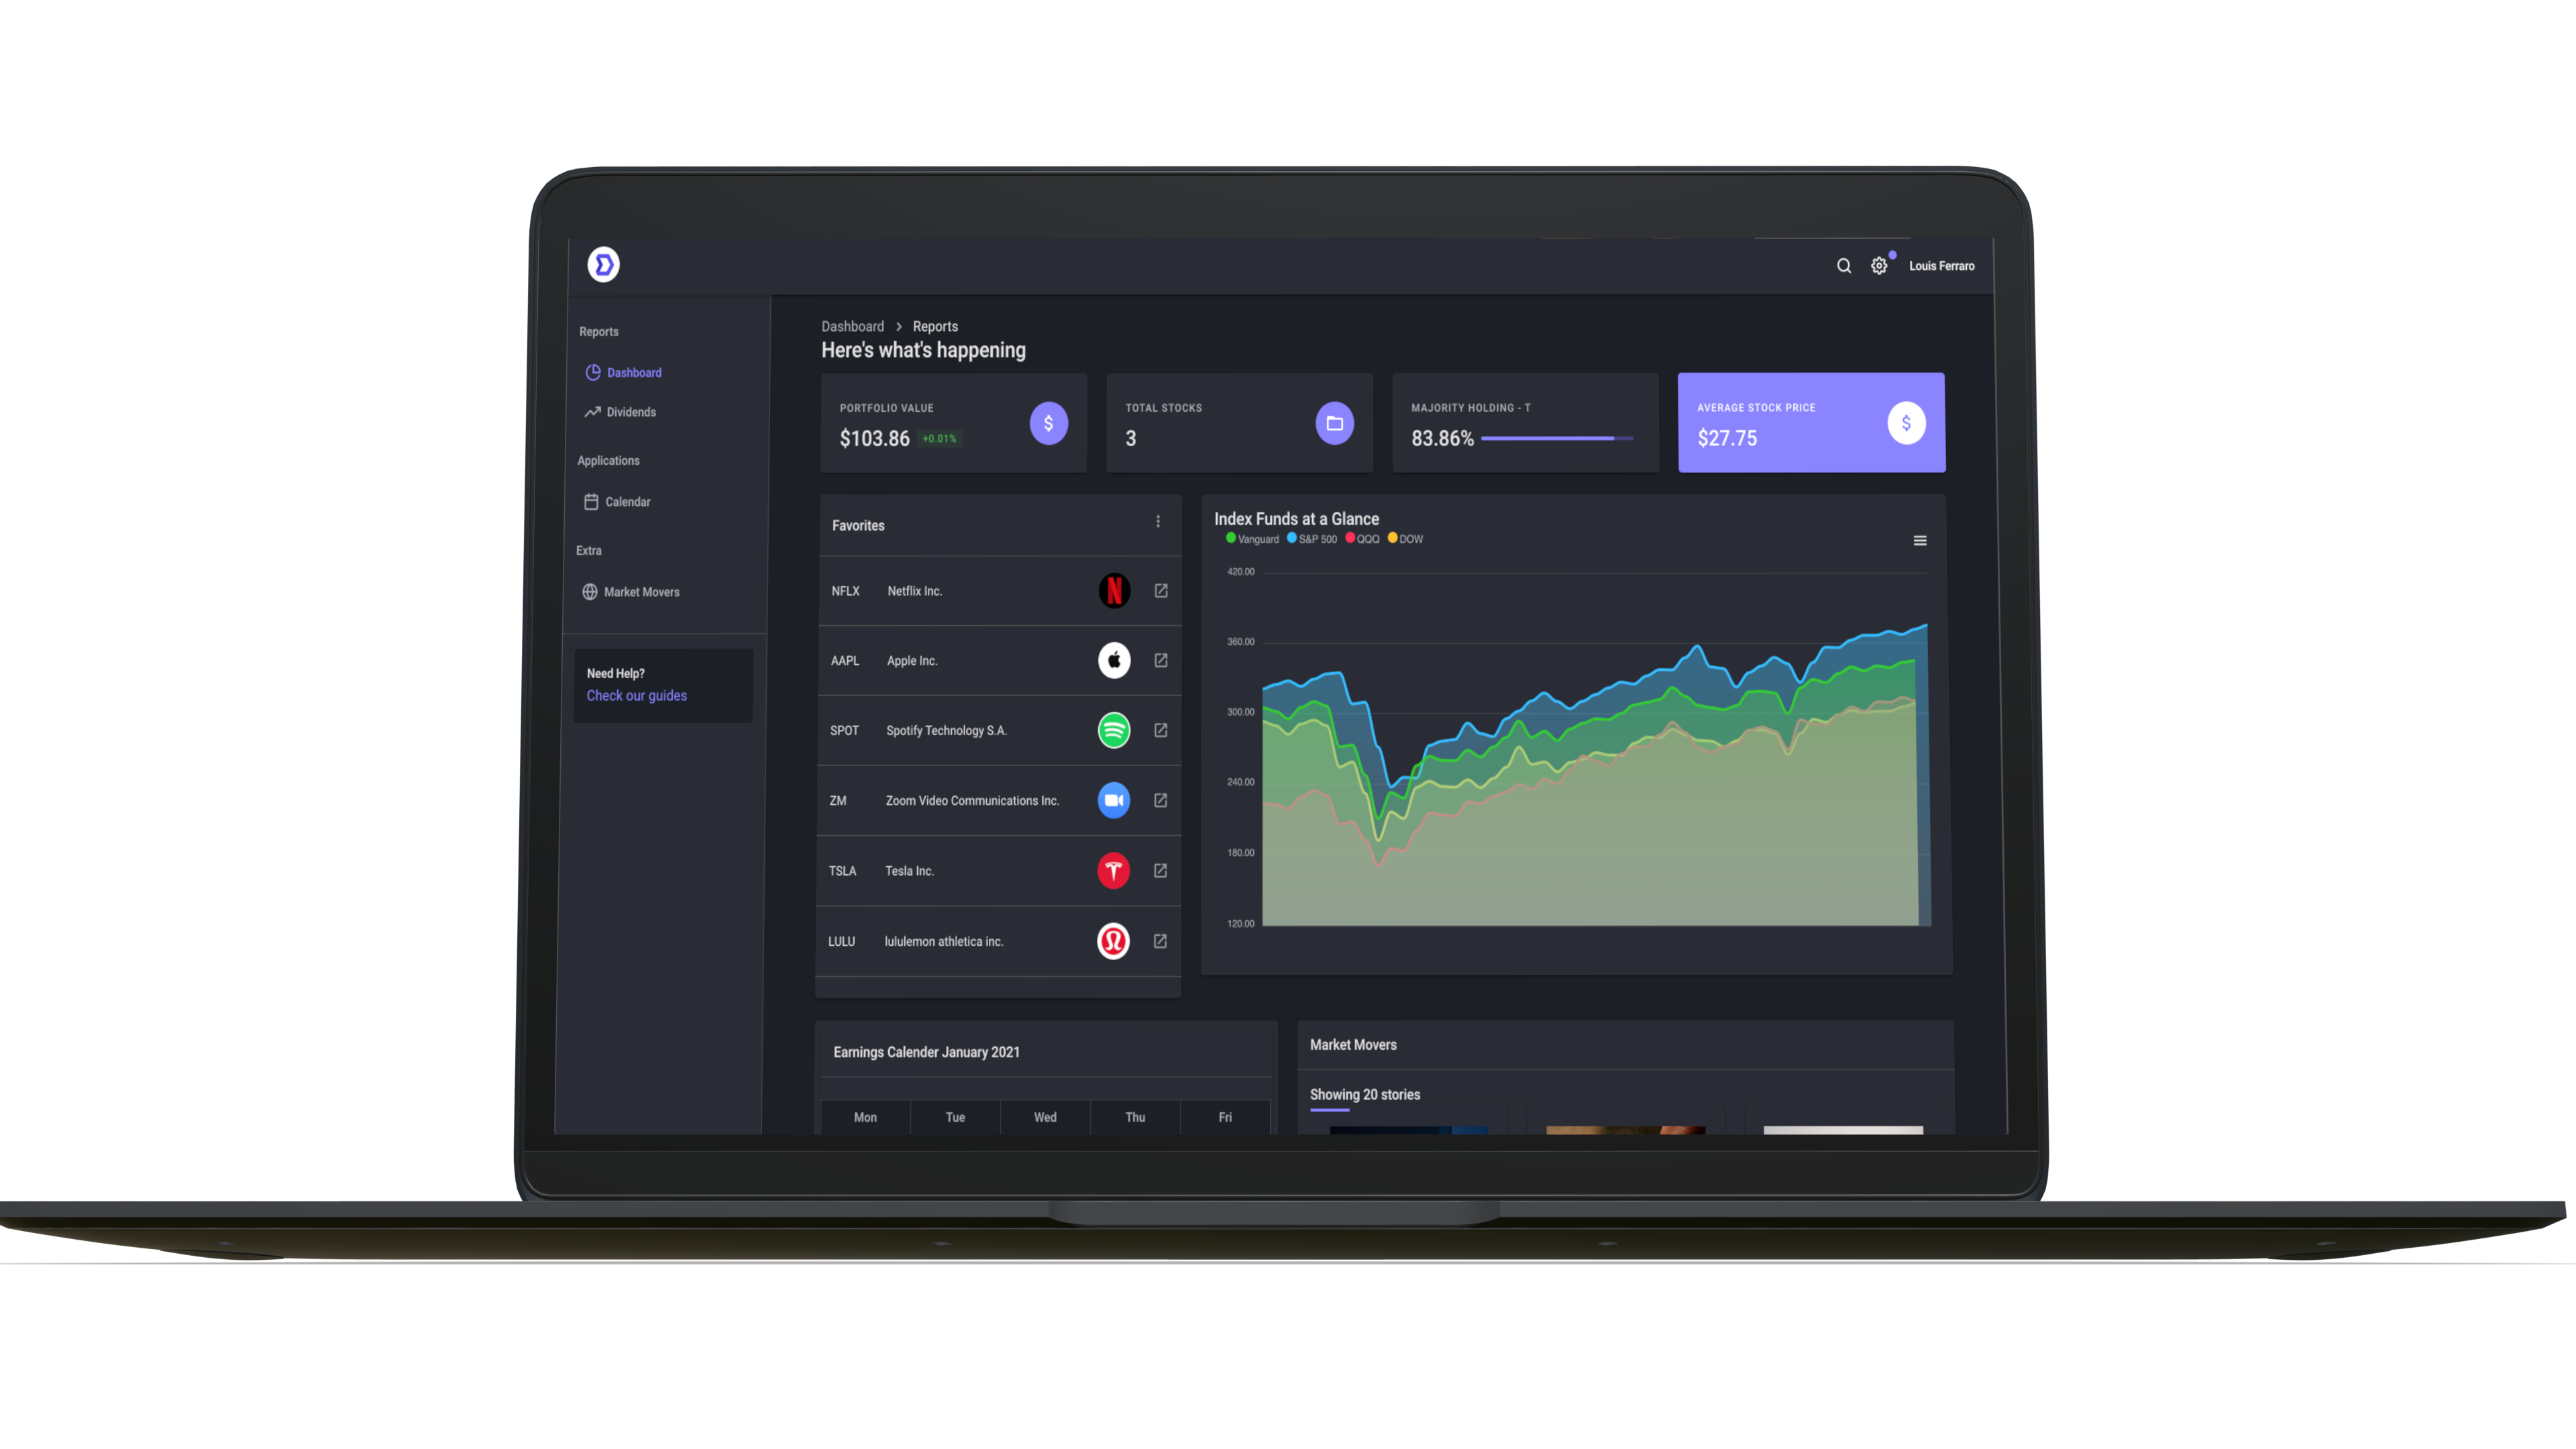 Louis Ferraro
Reports
Dashboard
Dividends
Applications
Calendar
Extra
Market Movers
Need Help?
Check our guides
Dashboard > Reports
Here's what's happening
PORTFOLIO VALUE
$103.86 +0.01%
$
TOTAL STOCKS
3
MAJORITY HOLDING - T
83.86%
AVERAGE STOCK PRICE
$27.75
$
Favorites
NFLX Netflix Inc.
AAPL Apple Inc.
SPOT Spotify Technology S.A.
ZM Zoom Video Communications Inc.
TSLA Tesla Inc.
LULU lululemon athletica inc.
Index Funds at a Glance
Vanguard S&P 500 QQQ DOW
420.00
360.00
300.00
240.00
180.00
120.00
Earnings Calender January 2021
Mon Tue Wed Thu Fri
Market Movers
Showing 20 stories